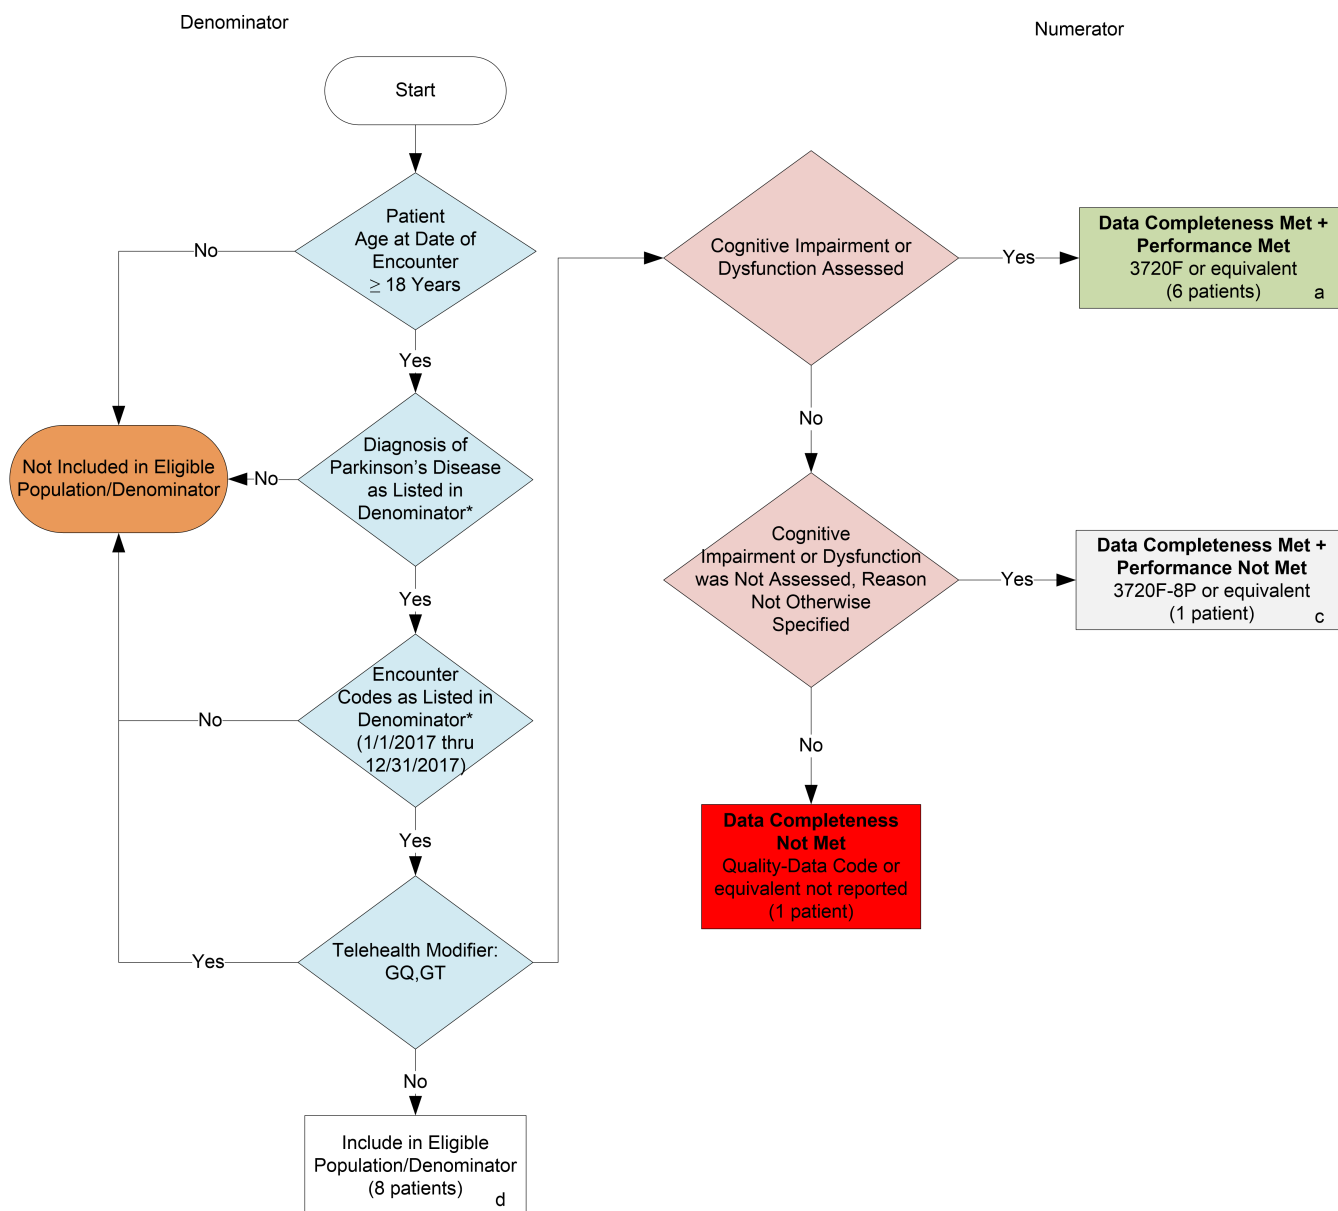 Denominator
Numerator
Start
Patient
Age at Date of
Encounter
≥ 18 Years
No
Yes
Diagnosis of
Parkinson's Disease
as Listed in
Denominator*
No
Not Included in Eligible
Population/Denominator
Yes
Encounter
Codes as Listed in
Denominator*
(1/1/2017 thru
12/31/2017)
No
Yes
Telehealth Modifier:
GQ,GT
Yes
No
Include in Eligible
Population/Denominator
(8 patients)
d
Cognitive Impairment or
Dysfunction Assessed
Yes
Data Completeness Met +
Performance Met
3720F or equivalent
(6 patients)
a
No
Cognitive
Impairment or Dysfunction
was Not Assessed, Reason
Not Otherwise
Specified
Yes
Data Completeness Met +
Performance Not Met
3720F-8P or equivalent
(1 patient)
c
No
Data Completeness
Not Met
Quality-Data Code or
equivalent not reported
(1 patient)